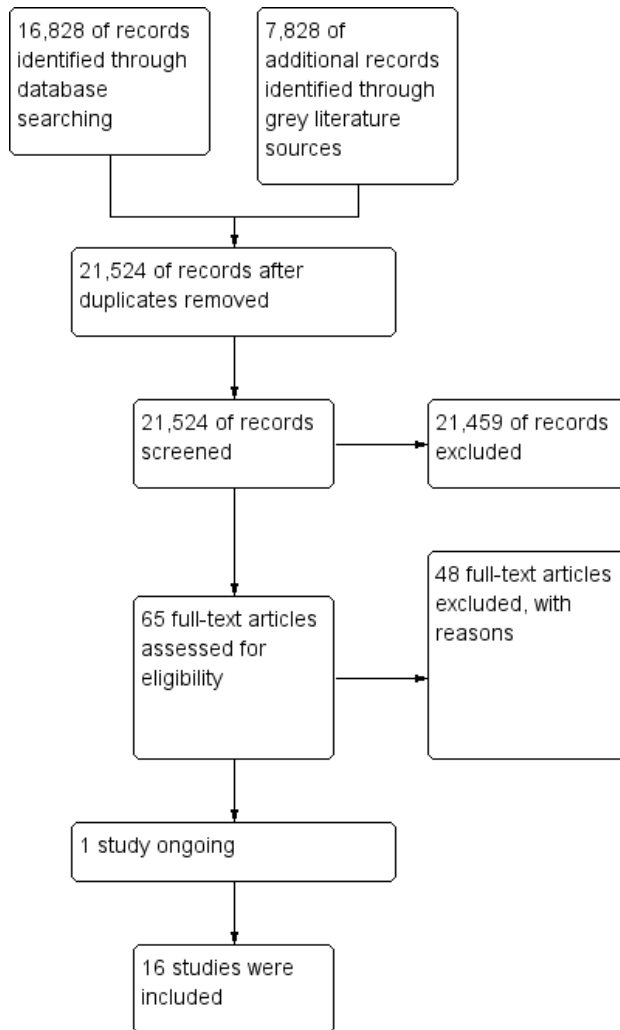 16,828 of records
identified through
database
searching
7,828 of
additional records
identified through
grey literature
sources
21,524 of records after
duplicates removed
21,524 of records
screened
21,459 of records
excluded
65 full-text articles
assessed for
eligibility
48 full-text articles
excluded, with
reasons
1 study ongoing
16 studies were
included